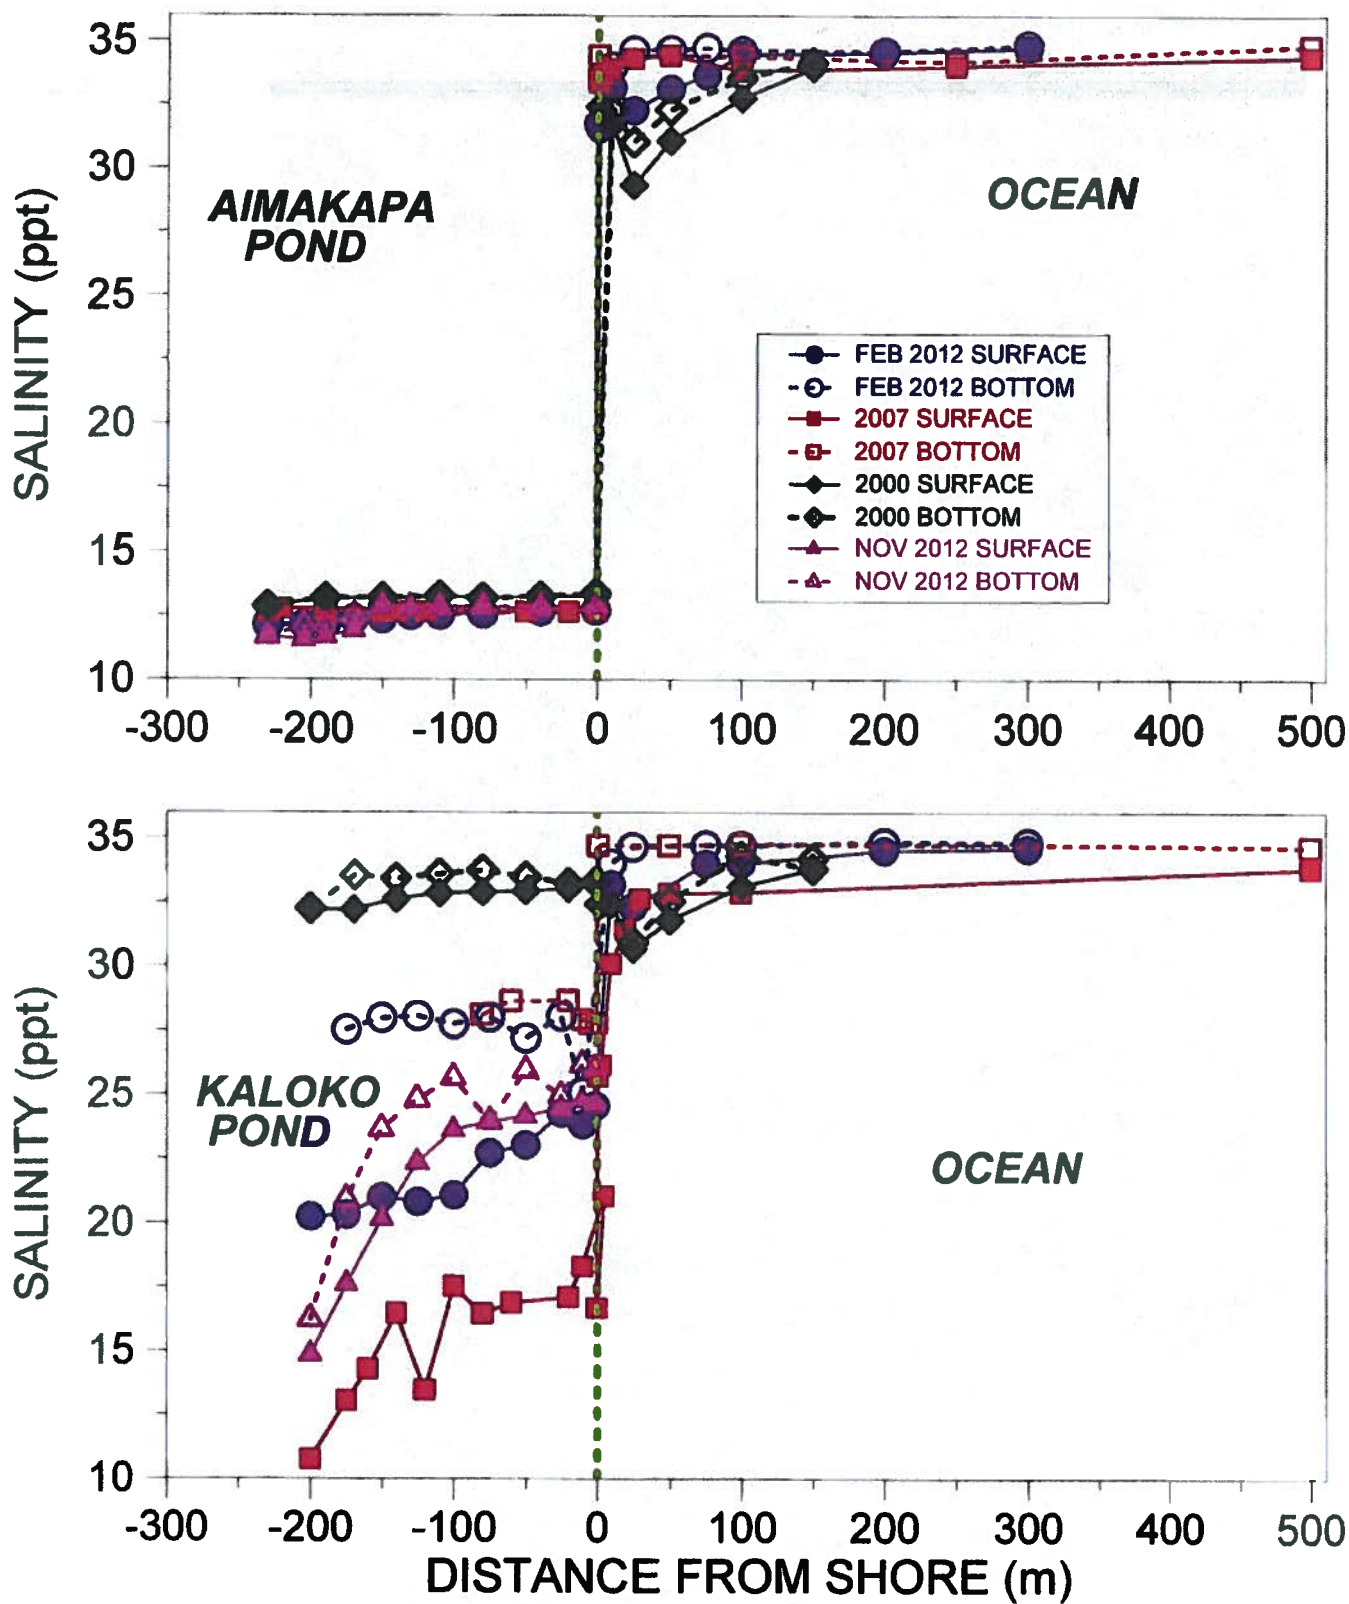 35
30
25
20
15
10
SALINITY (ppt)
AIMAKAPA
POND
OCEAN
FEB 2012 SURFACE
FEB 2012 BOTTOM
2007 SURFACE
2007 BOTTOM
2000 SURFACE
2000 BOTTOM
NOV 2012 SURFACE
NOV 2012 BOTTOM
-300 -200 -100 0 100 200 300 400 500
35
30
25
20
15
10
SALINITY (ppt)
KALOKO
POND
OCEAN
-300 -200 -100 0 100 200 300 400 500
DISTANCE FROM SHORE (m)